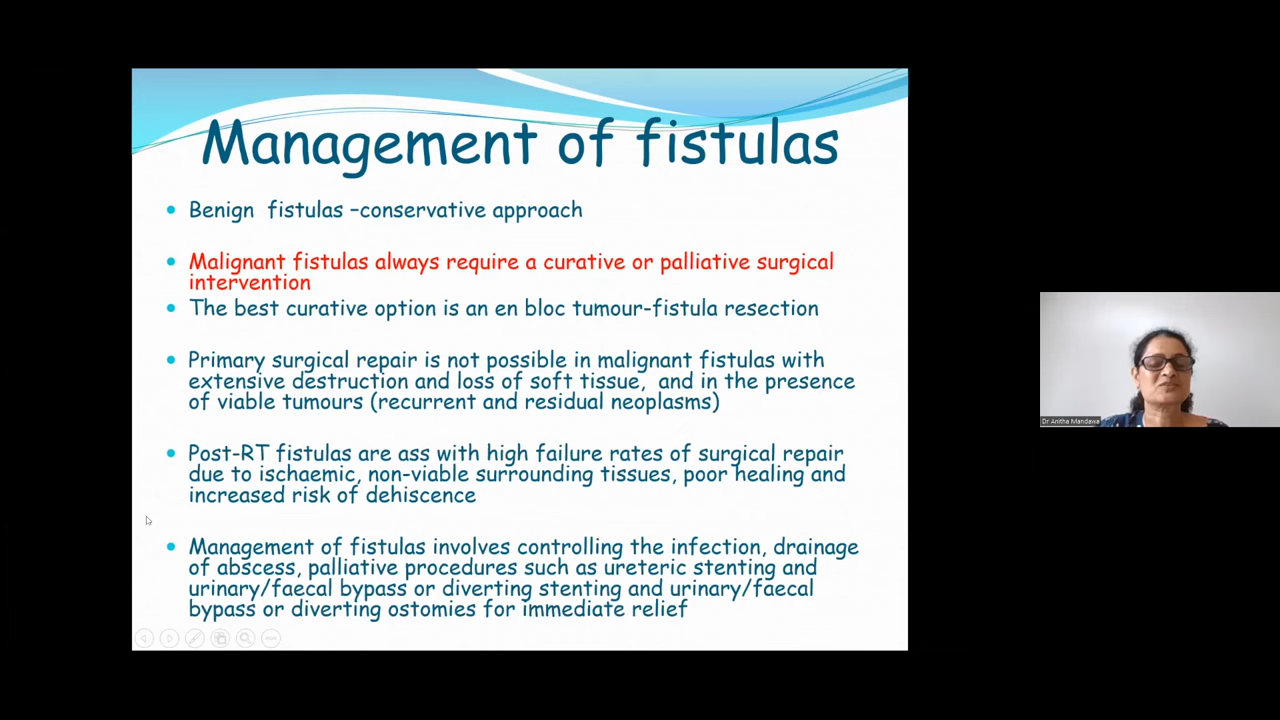 Management of fistulas
Benign  fistulas –conservative approach
Malignant fistulas always require a curative or palliative surgical
intervention
The best curative option is an en bloc tumour-fistula resection
Primary surgical repair is not possible in malignant fistulas with
extensive destruction and loss of soft tissue,  and in the presence
of viable tumours (recurrent and residual neoplasms)
Post-RT fistulas are ass with high failure rates of surgical repair
due to ischaemic, non-viable surrounding tissues, poor healing and
increased risk of dehiscence
Management of fistulas involves controlling the infection, drainage
of abscess, palliative procedures such as ureteric stenting and
urinary/faecal bypass or diverting stenting and urinary/faecal
bypass or diverting ostomies for immediate relief
Dr Anitha Mandawa